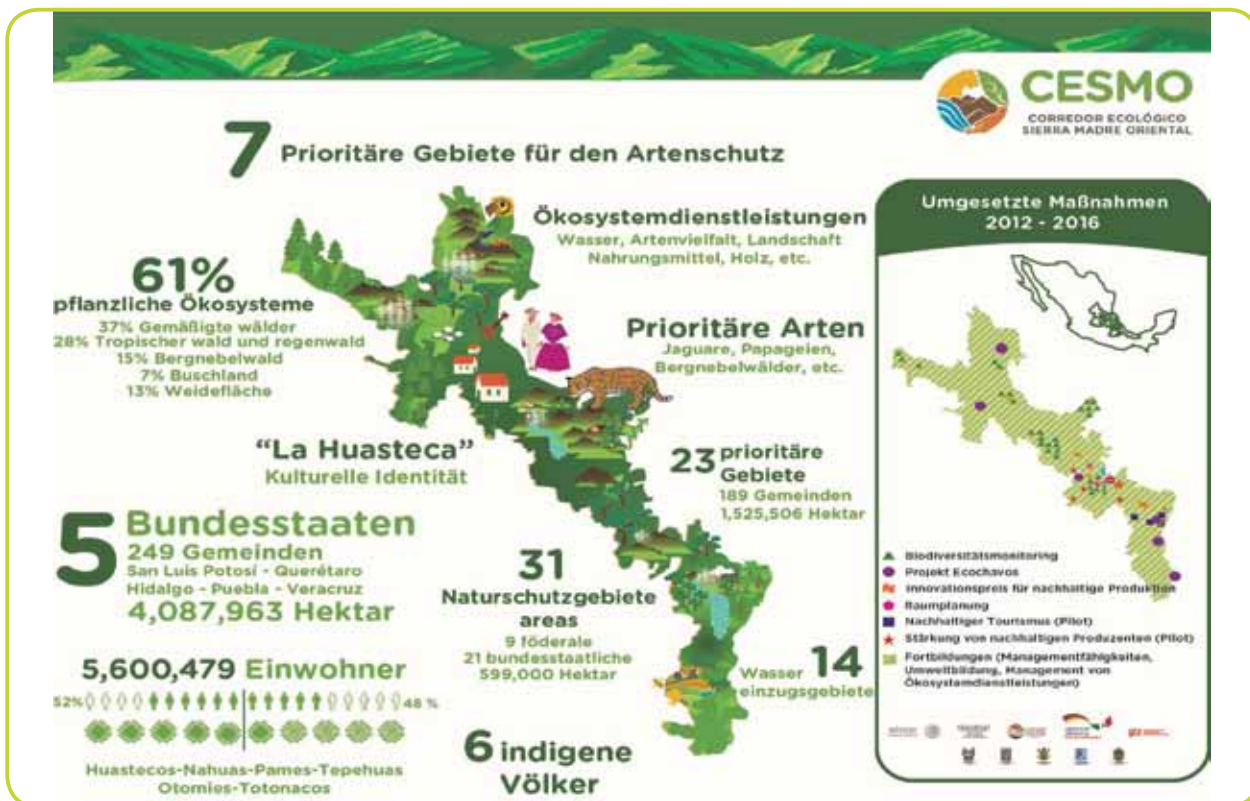 CESMO
CORREDOR ECOLÓGICO
SIERRA MADRE ORIENTAL
7 Prioritäre Gebiete für den Artenschutz
Ökosystemdienstleistungen
Wasser, Artenvielfalt, Landschaft
Nahrungsmittel, Holz, etc.
61%
pflanzliche Ökosysteme
37% Gemäßigte wälder
28% Tropischer wald und regenwald
15% Bergnebelwald
7% Buschland
13% Weidefläche
Prioritäre Arten
Jaguare, Papageien,
Bergnebelwälder, etc.
"La Huasteca"
Kulturelle Identität
23 prioritäre
Gebiete
189 Gemeinden
1,525,506 Hektar
5 Bundesstaaten
249 Gemeinden
San Luis Potosí - Querétaro
Hidalgo - Puebla - Veracruz
4,087,963 Hektar
31
Naturschutzgebiete
areas
9 föderale
21 bundesstaatliche
599,000 Hektar
5,600,479 Einwohner
52%
48 %
Huastecos-Nahuas-Pames-Tepehuas
Otomies-Totonacos
Wasser 14
einzugsgebiete
6 indigene
Völker
Umgesetzte Maßnahmen
2012 - 2016
Biodiversitätsmonitoring
Projekt Ecochavos
Innovationspreis für nachhaltige Produktion
Raumplanung
Nachhaltiger Tourismus (Pilot)
Stärkung von nachhaltigen Produzenten (Pilot)
Fortbildungen (Managementfähigkeiten,
Umweltbildung, Management von
Ökosystemdienstleistungen)
giz